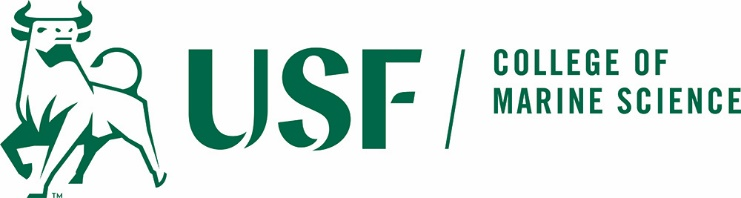 USF
COLLEGE OF
MARINE SCIENCE
TM